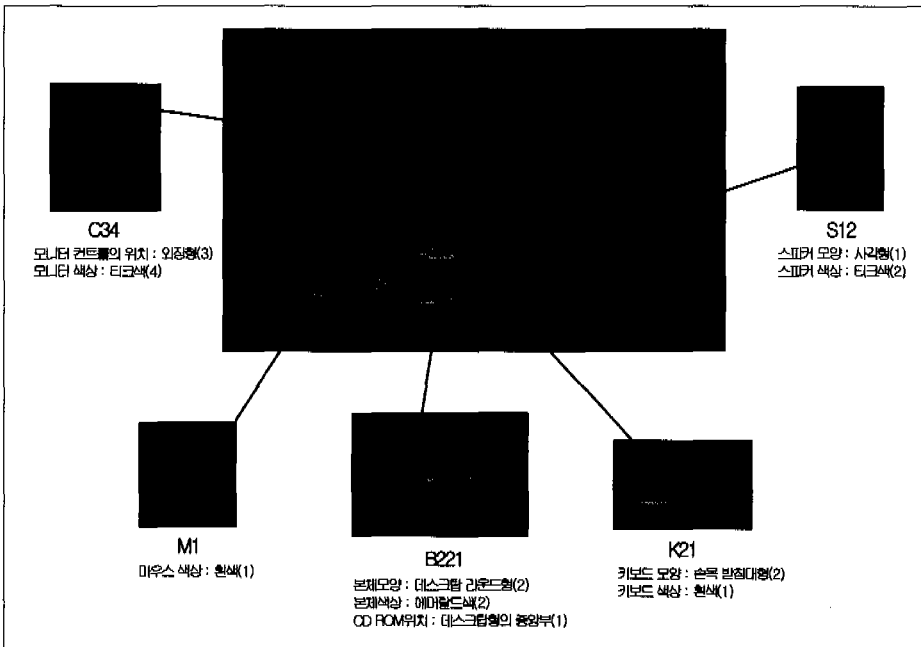 C34
모니터 컨트롤의 위치 : 외장형(3)
모니터 색상 : 티크색(4)
S12
스피커 모양 : 사각형(1)
스피커 색상 : 티크색(2)
M1
마우스 색상 : 흰색(1)
B221
본체모양 : 데스크탑 라운드형(2)
본체색상 : 에머랄드색(2)
CD ROM위치 : 데스크탑형의 중앙부(1)
K21
키보드 모양 : 손목 받침대형(2)
키보드 색상 : 흰색(1)